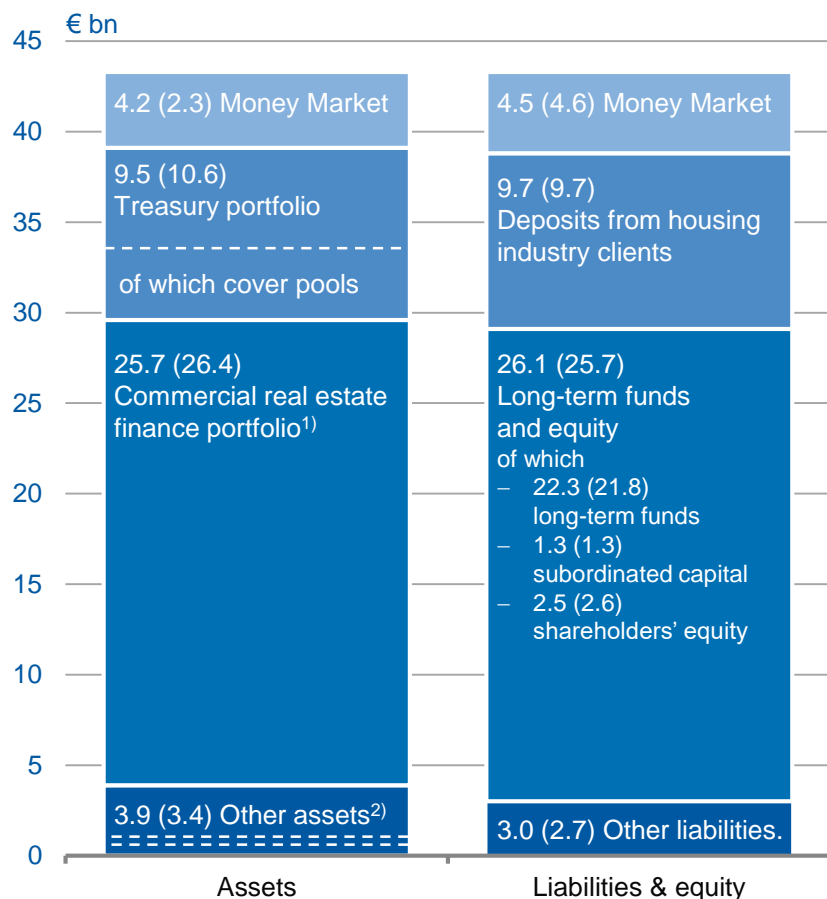 € bn
45
40
35
30
25
20
15
10
5
0
4.2 (2.3) Money Market
9.5 (10.6)
Treasury portfolio
of which cover pools
25.7 (26.4)
Commercial real estate
finance portfolio1)
3.9 (3.4) Other assets2)
Assets
4.5 (4.6) Money Market
9.7 (9.7)
Deposits from housing
industry clients
26.1 (25.7)
Long-term funds
and equity
of which
– 22.3 (21.8)
long-term funds
– 1.3 (1.3)
subordinated capital
– 2.5 (2.6)
shareholders’ equity
3.0 (2.7) Other liabilities.
Liabilities & equity